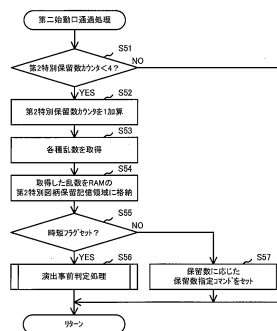 第二始動口通過処理
S51
第2特別保留数カウンタ<4？
NO
YES
S52
第2特別保留数カウンタを1加算
S53
各種乱数を取得
S54
取得した乱数をRAMの
第2特別図柄保留記憶領域に格納
S55
時短フラグセット？
NO
YES
S56
演出事前判定処理
S57
保留数に応じた
保留数指定コマンドをセット
リターン